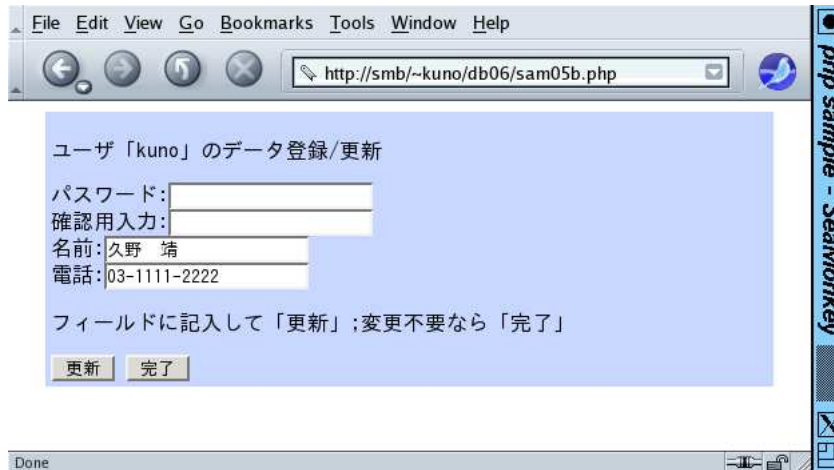 File Edit View Go Bookmarks Tools Window Help
http://smb/~kuno/db06/sam05b.php
ユーザ「kuno」のデータ登録/更新
パスワード:
確認用入力:
名前:久野　靖
電話:03-1111-2222
フィールドに記入して「更新」;変更不要なら「完了」
更新 完了
Done
php sample - SeaMonkey